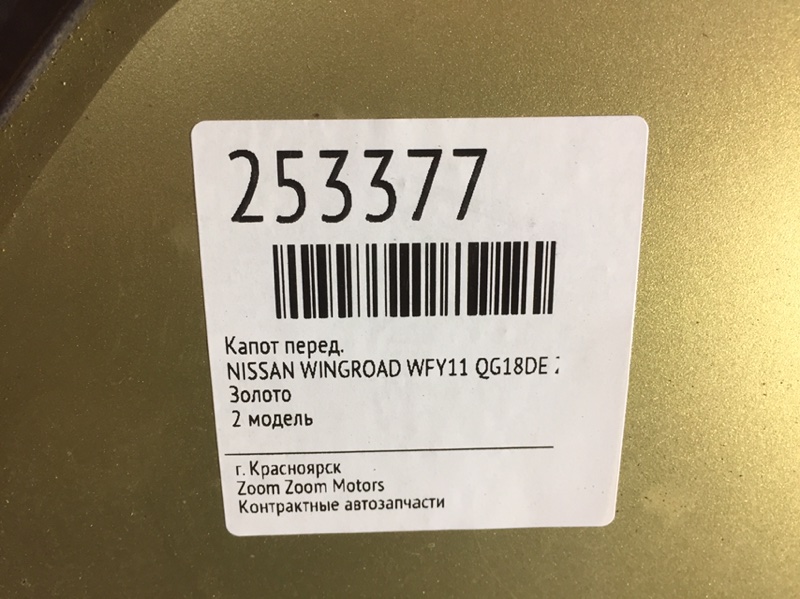 253377
Капот перед.
NISSAN WINGROAD WFY11 QG18DE
Золото
2 модель
г. Красноярск
Zoom Zoom Motors
Контрактные автозапчасти